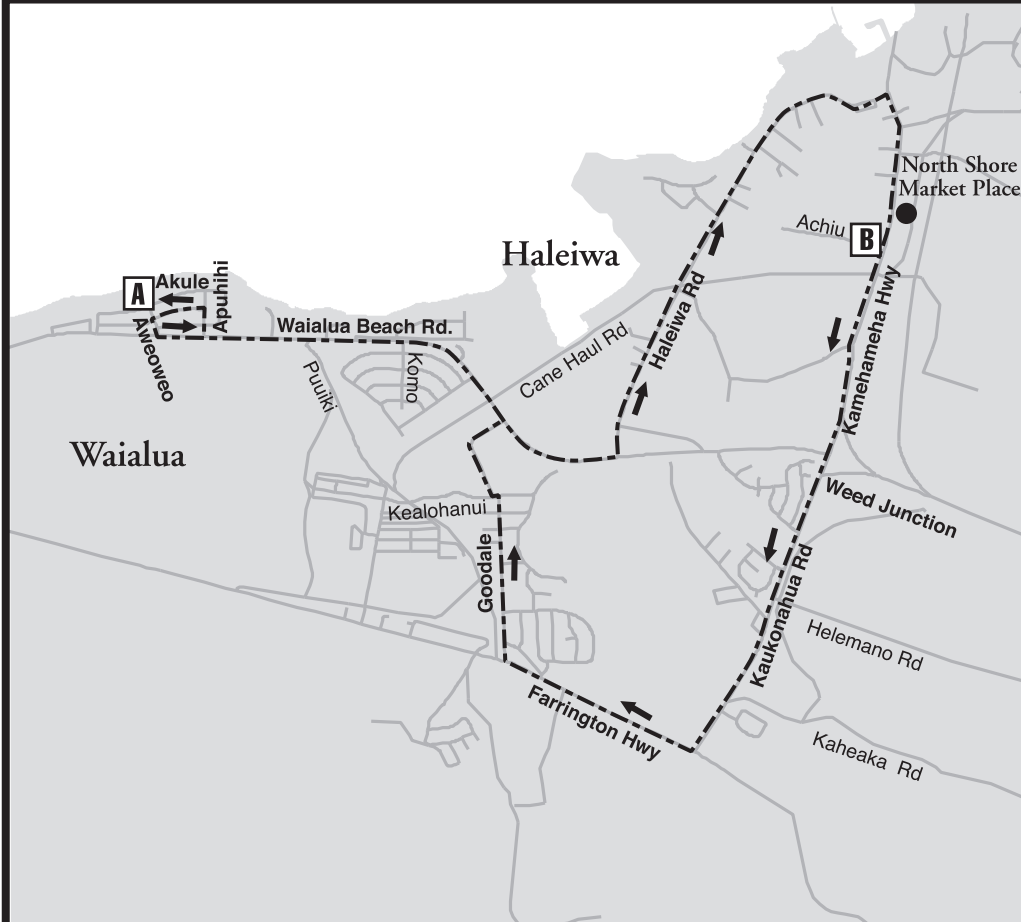 North Shore
Market Place
Achiu
B
Haleiwa
A
Akule
Apuhihi
Aweoweo
Waialua Beach Rd.
Puuiki
Komo
Cane Haul Rd.
Haleiwa Rd
Kamehameha Hwy
Waialua
Kealohanui
Goodale
Weed Junction
Kaukonahua Rd
Helemano Rd
Farrington Hwy
Kaheaka Rd